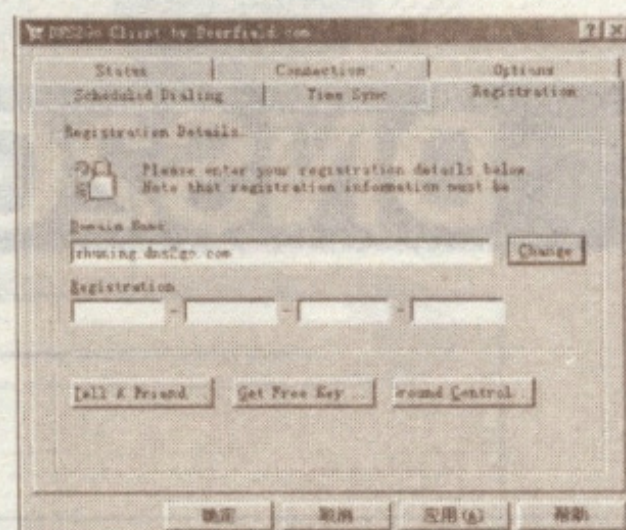 DNS2Go Client by Deerfield.com
Status Connection Options
Scheduled Dialing Time Sync Registration
Registration Details
Please enter your registration details below
Note that registration information must be
Domain Name
zhuning.dns2go.com Change
Registration
- - -
Tell A Friend Get Free Key round Control
确定 取消 应用(A) 帮助